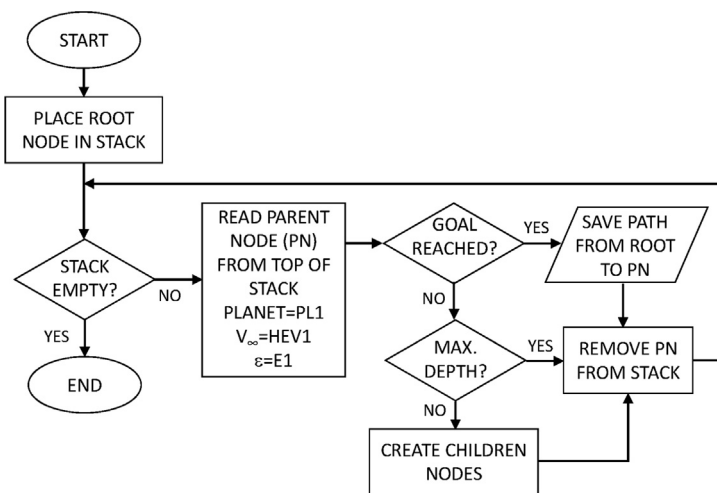 START
PLACE ROOT
NODE IN STACK
STACK
EMPTY?
NO
YES
END
READ PARENT
NODE (PN)
FROM TOP OF
STACK
PLANET=PL1
V∞=HEV1
ε=E1
GOAL
REACHED?
YES
NO
SAVE PATH
FROM ROOT
TO PN
MAX.
DEPTH?
YES
NO
REMOVE PN
FROM STACK
CREATE CHILDREN
NODES